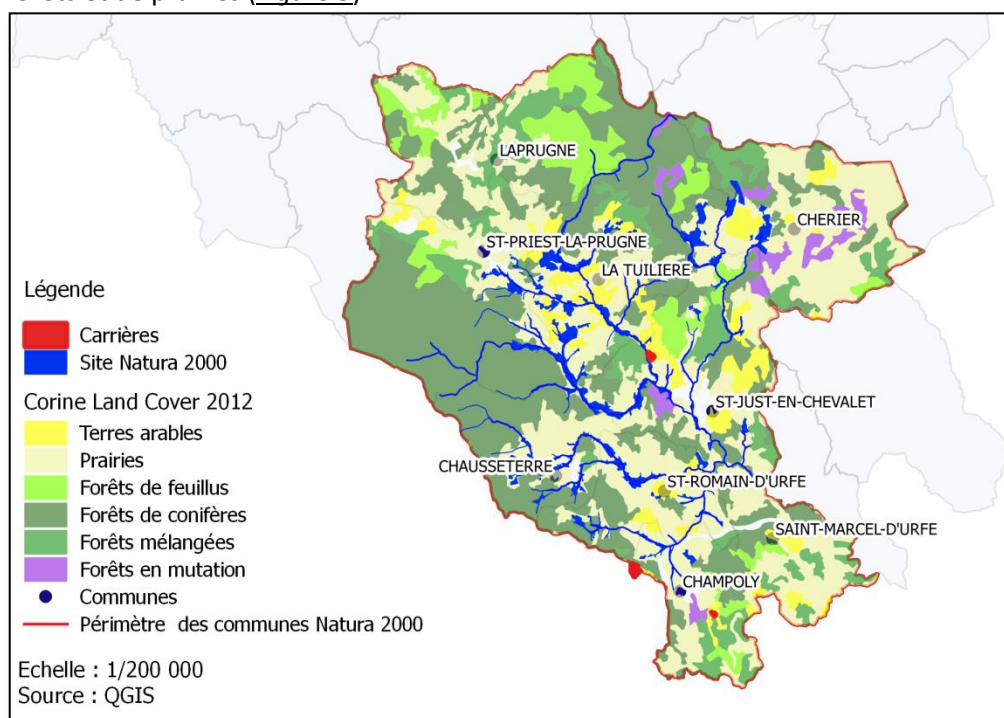 LAPRUGNE
CHERIER
ST-PRIEST-LA-PRUGNE
LA TUILIERE
Légende
Carrières
Site Natura 2000
Corine Land Cover 2012
Terres arables
Prairies
Forêts de feuillus
Forêts de conifères
Forêts mélangées
Forêts en mutation
Communes
Périmètre des communes Natura 2000
Echelle : 1/200 000
Source : QGIS
ST-JUST-EN-CHEVALET
CHAUSSETERRE
ST-ROMAIN-D'URFE
SAINT-MARCEL-D'URFE
CHAMPOLY